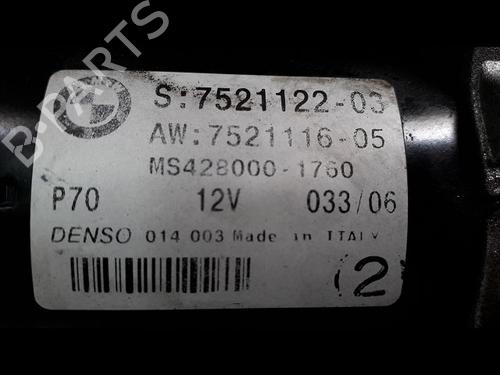 S:7521122-03
AW:7521116-05
MS428000-1760
P70 12V 033/06
DENSO 014 003 Made in ITALY
2
B-PARTS